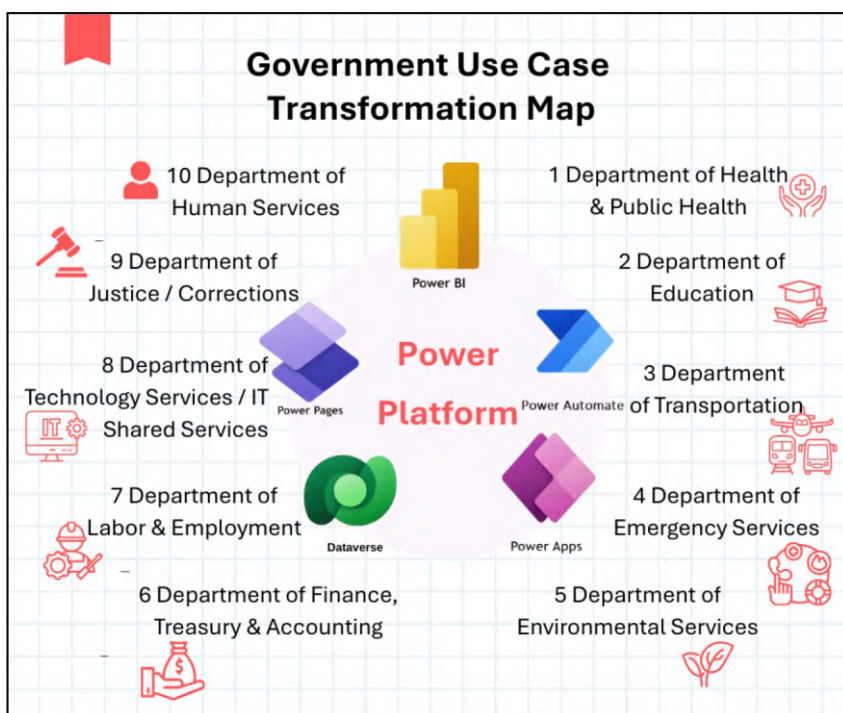 Government Use Case
Transformation Map
10 Department of
Human Services
1 Department of Health
& Public Health
9 Department of
Justice / Corrections
Power BI
2 Department of
Education
8 Department of
Technology Services / IT
Shared Services
IT
Power Pages
Power
Platform
Power Automate
3 Department
of Transportation
7 Department of
Labor & Employment
Dataverse
Power Apps
4 Department of
Emergency Services
6 Department of Finance,
Treasury & Accounting
$
5 Department of
Environmental Services